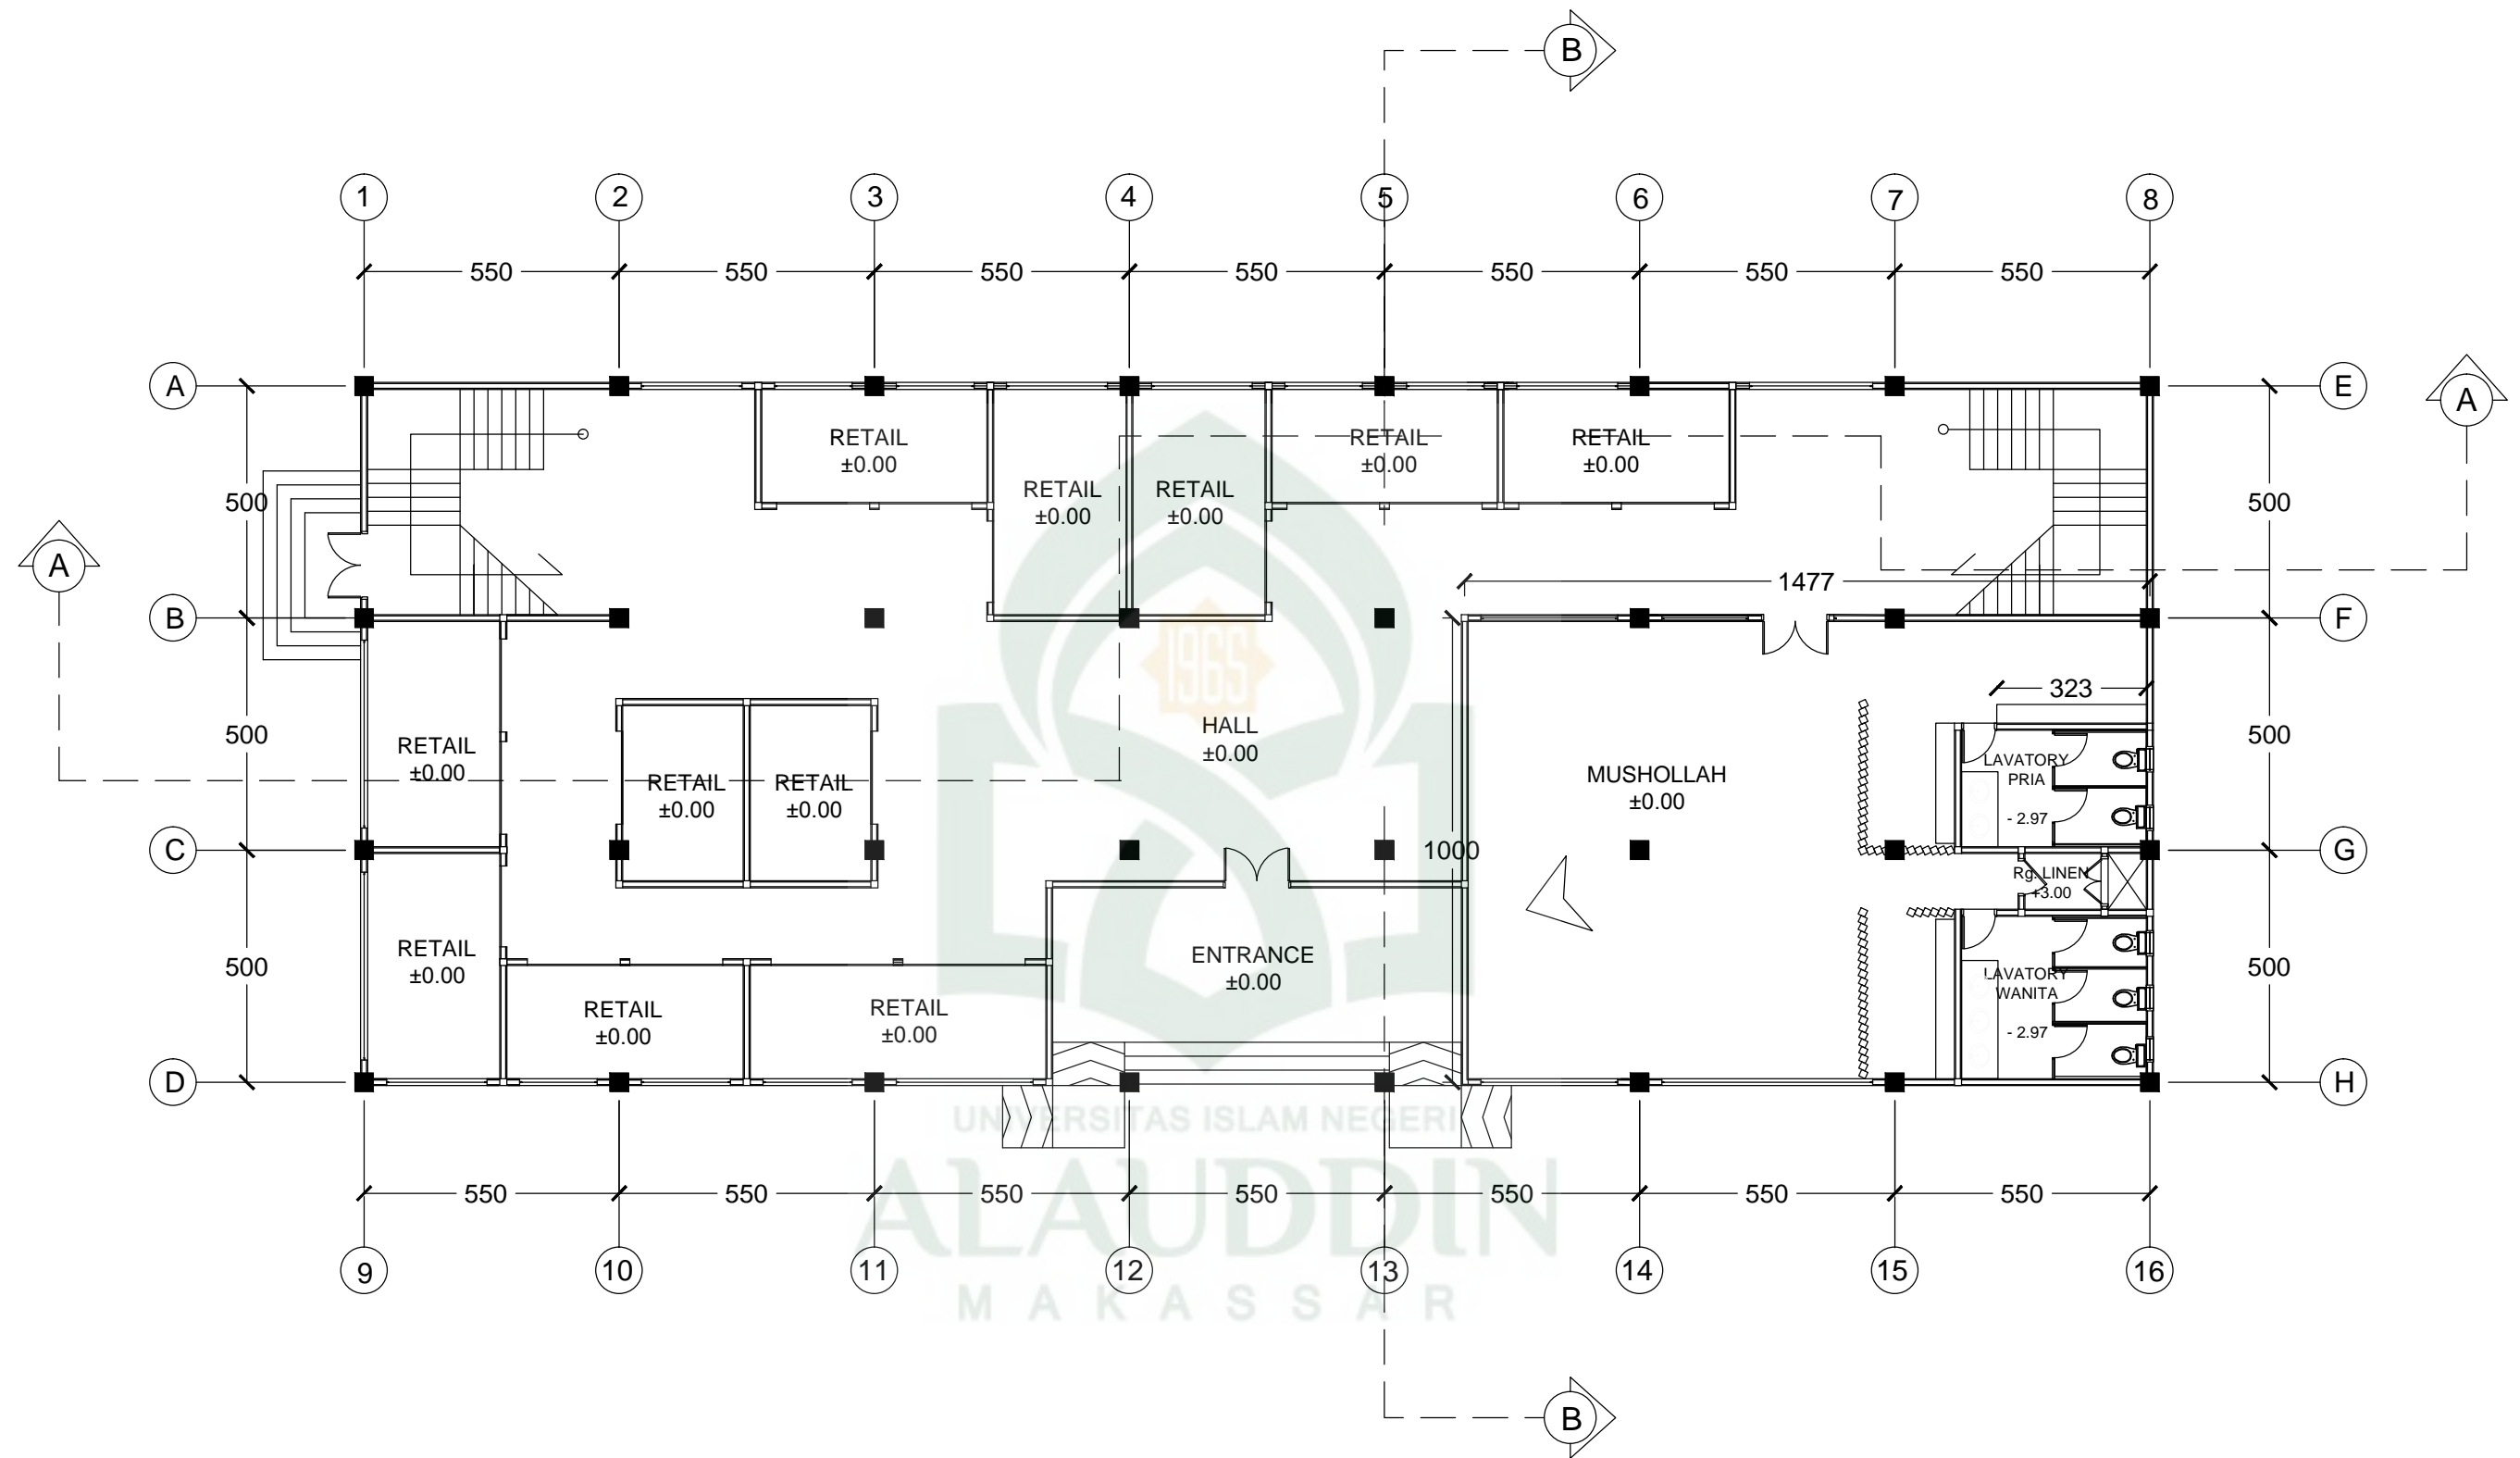 B
1 2 3 4 5 6 7 8
550 550 550 550 550 550 550
A E A
RETAIL RETAIL RETAIL
±0.00 ±0.00 ±0.00
RETAIL RETAIL
±0.00 ±0.00
500 500
A
1477
B F
1965
323
HALL
±0.00
500 500
RETAIL
±0.00
RETAIL RETAIL
±0.00 ±0.00
MUSHOLLAH
±0.00
LAVATORY
PRIA
- 2.97
C 1000 G
Rg. LINEN
+3.00
RETAIL
±0.00
ENTRANCE
±0.00
500 500
LAVATORY
WANITA
- 2.97
RETAIL RETAIL
±0.00 ±0.00
D H
UNIVERSITAS ISLAM NEGERI
ALAUDDIN
MAKASSAR
550 550 550 550 550 550 550
9 10 11 12 13 14 15 16
B